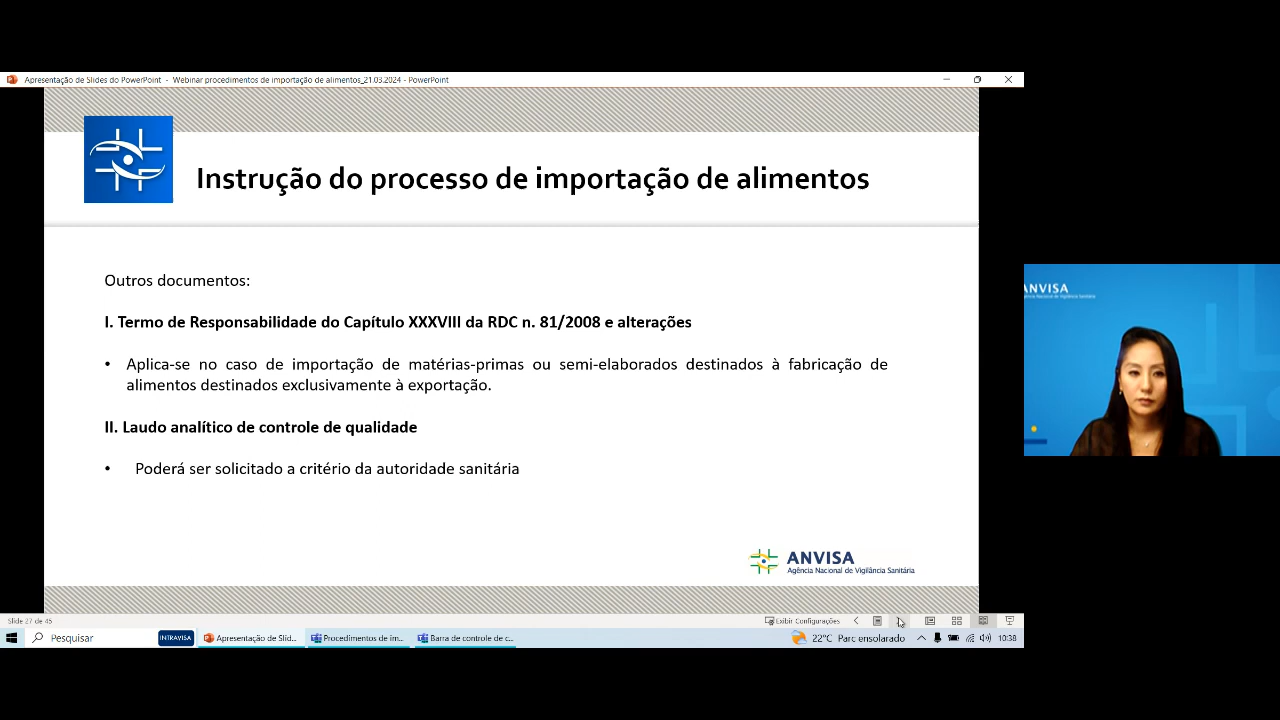 Apresentação de Slides do PowerPoint - Webinar procedimentos de importação de alimentos_21.03.2024 - PowerPoint
Instrução do processo de importação de alimentos
Outros documentos:
I. Termo de Responsabilidade do Capítulo XXXVIII da RDC n. 81/2008 e alterações
• Aplica-se no caso de importação de matérias-primas ou semi-elaborados destinados à fabricação de
alimentos destinados exclusivamente à exportação.
II. Laudo analítico de controle de qualidade
• Poderá ser solicitado a critério da autoridade sanitária
ANVISA
Agência Nacional de Vigilância Sanitária
ANVISA
Agência Nacional de Vigilância Sanitária
Slide 27 de 45
Exibir Configurações
Pesquisar
INTRAVISA
Apresentação de Slid...
Procedimentos de im...
Barra de controle de c...
22°C Parc ensolarado
10:38